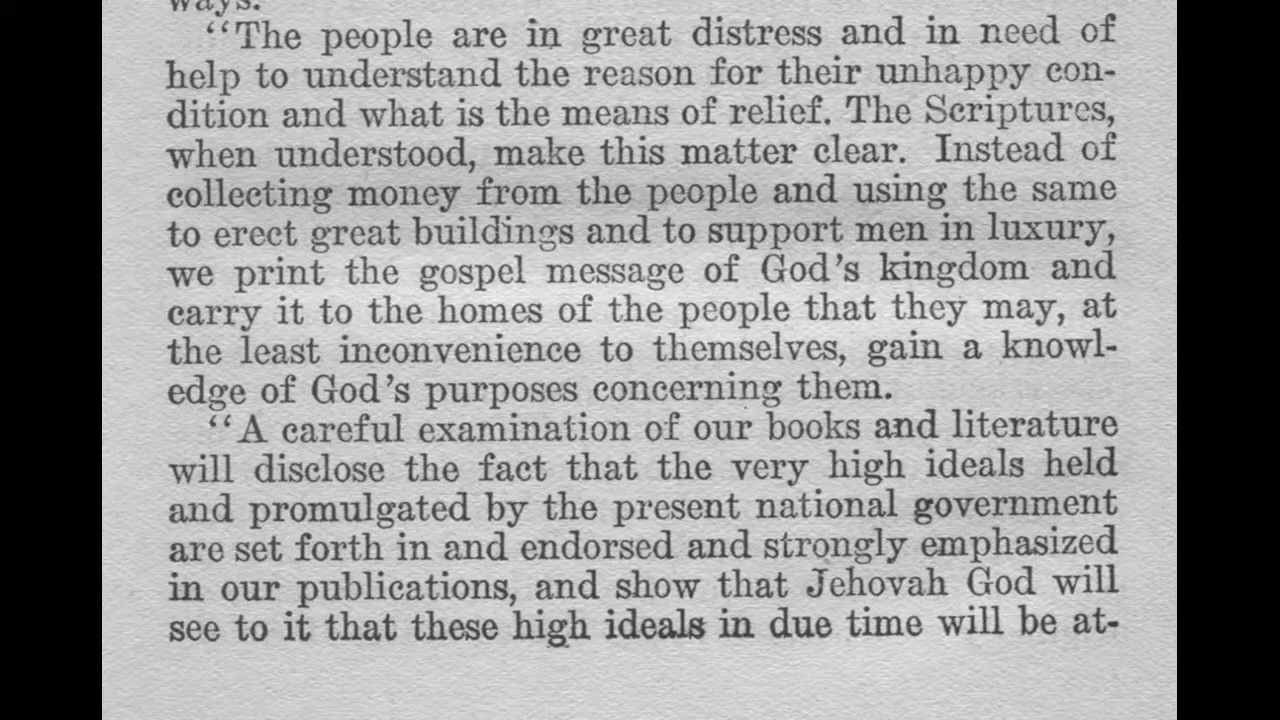 ways.
“The people are in great distress and in need of
help to understand the reason for their unhappy con-
dition and what is the means of relief. The Scriptures,
when understood, make this matter clear. Instead of
collecting money from the people and using the same
to erect great buildings and to support men in luxury,
we print the gospel message of God’s kingdom and
carry it to the homes of the people that they may, at
the least inconvenience to themselves, gain a knowl-
edge of God’s purposes concerning them.
“A careful examination of our books and literature
will disclose the fact that the very high ideals held
and promulgated by the present national government
are set forth in and endorsed and strongly emphasized
in our publications, and show that Jehovah God will
see to it that these high ideals in due time will be at-